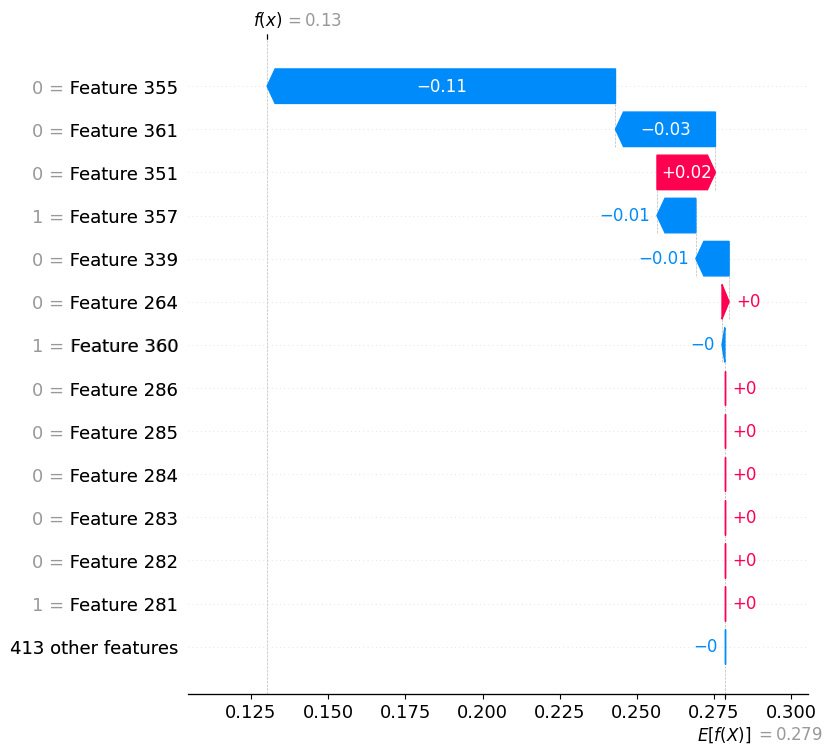 f(x) = 0.13
0 = Feature 355 −0.11
0 = Feature 361 −0.03
0 = Feature 351 +0.02
1 = Feature 357 −0.01
0 = Feature 339 −0.01
0 = Feature 264 +0
1 = Feature 360 −0
0 = Feature 286 +0
0 = Feature 285 +0
0 = Feature 284 +0
0 = Feature 283 +0
0 = Feature 282 +0
1 = Feature 281 +0
413 other features −0
0.125 0.150 0.175 0.200 0.225 0.250 0.275 0.300
E[f(X)] = 0.279